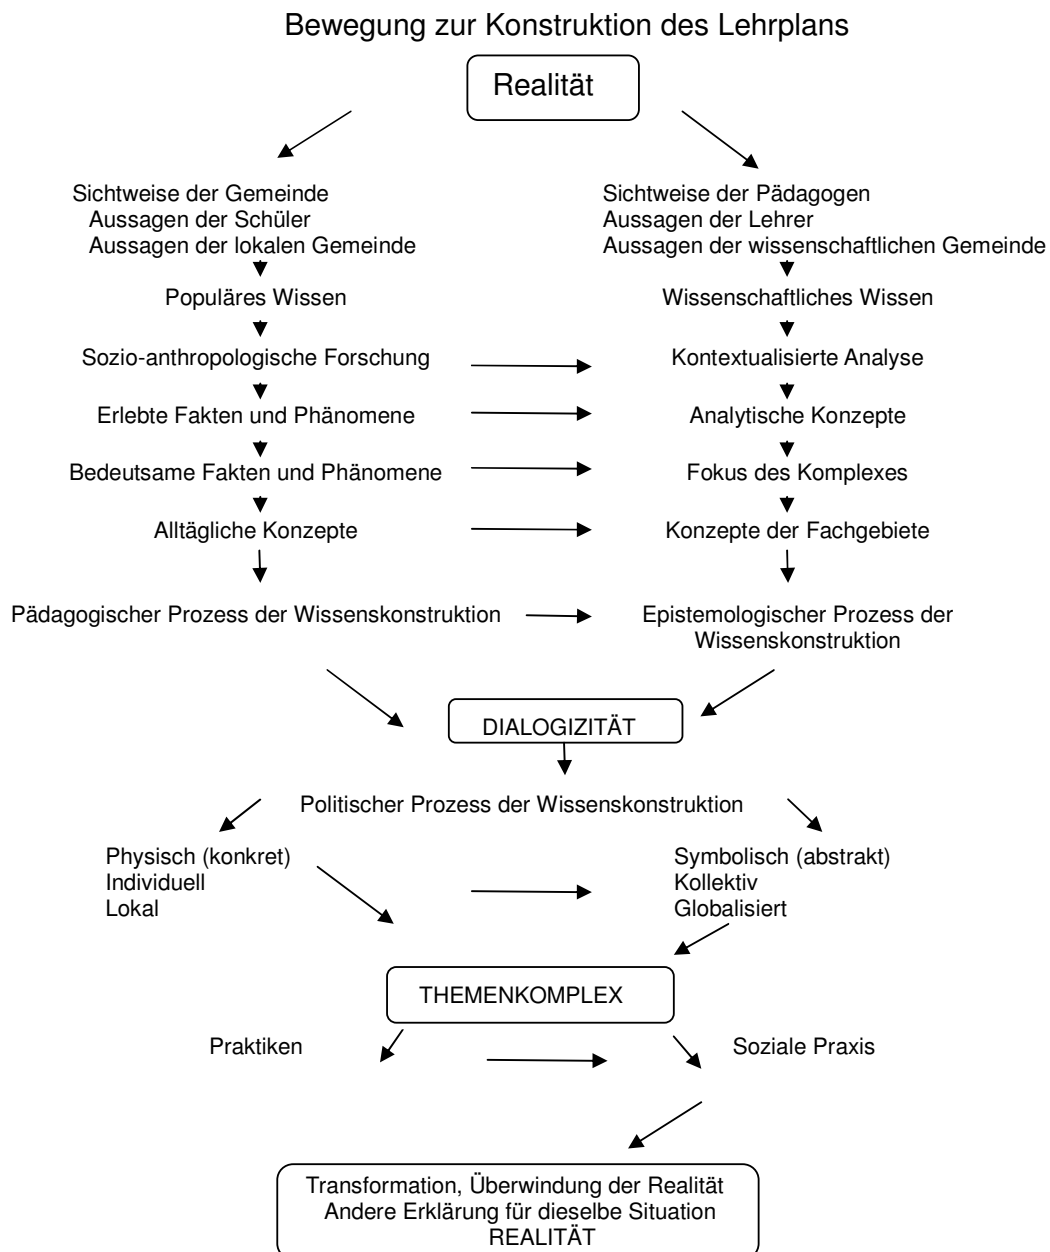 Bewegung zur Konstruktion des Lehrplans
Realität
Sichtweise der Gemeinde
Aussagen der Schüler
Aussagen der lokalen Gemeinde
Sichtweise der Pädagogen
Aussagen der Lehrer
Aussagen der wissenschaftlichen Gemeinde
Populäres Wissen
Wissenschaftliches Wissen
Sozio-anthropologische Forschung
Kontextualisierte Analyse
Erlebte Fakten und Phänomene
Analytische Konzepte
Bedeutsame Fakten und Phänomene
Fokus des Komplexes
Alltägliche Konzepte
Konzepte der Fachgebiete
Pädagogischer Prozess der Wissenskonstruktion
Epistemologischer Prozess der
Wissenskonstruktion
DIALOGIZITÄT
Politischer Prozess der Wissenskonstruktion
Physisch (konkret)
Individuell
Lokal
Symbolisch (abstrakt)
Kollektiv
Globalisiert
THEMENKOMPLEX
Praktiken
Soziale Praxis
Transformation, Überwindung der Realität
Andere Erklärung für dieselbe Situation
REALITÄT